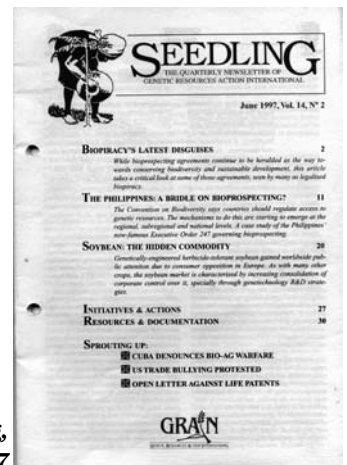 SEEDLING
THE QUARTERLY NEWSLETTER OF
GENETIC RESOURCES ACTION INTERNATIONAL
June 1997, Vol. 14, Nº 2
BIOPIRACY'S LATEST DISGUISES 2
While bioprospecting agreements continue to be heralded as the way to-
wards conserving biodiversity and sustainable development, this article
takes a critical look at some of those agreements, seen by many as legalised
biopiracy.
THE PHILIPPINES: A BRIDLE ON BIOPROSPECTING? 11
The Convention on Biodiversity says countries should regulate access to
genetic resources. The mechanisms to do this are starting to emerge at the
regional, subregional and national levels. A case study of the Philippines'
now-famous Executive Order 247 governing bioprospecting.
SOYBEAN: THE HIDDEN COMMODITY 20
Genetically-engineered herbicide-tolerant soybean gained worldwide pub-
lic attention due to consumer opposition in Europe. As with many other
crops, the soybean market is characterised by increasing consolidation of
corporate control over it, specially through genetechnology R&D strate-
gies.
INITIATIVES & ACTIONS 27
RESOURCES & DOCUMENTATION 30
SPROUTING UP:
CUBA DENOUNCES BIO-AG WARFARE
US TRADE BULLYING PROTESTED
OPEN LETTER AGAINST LIFE PATENTS
GRAIN
GENETIC RESOURCES ACTION INTERNATIONAL
,
7